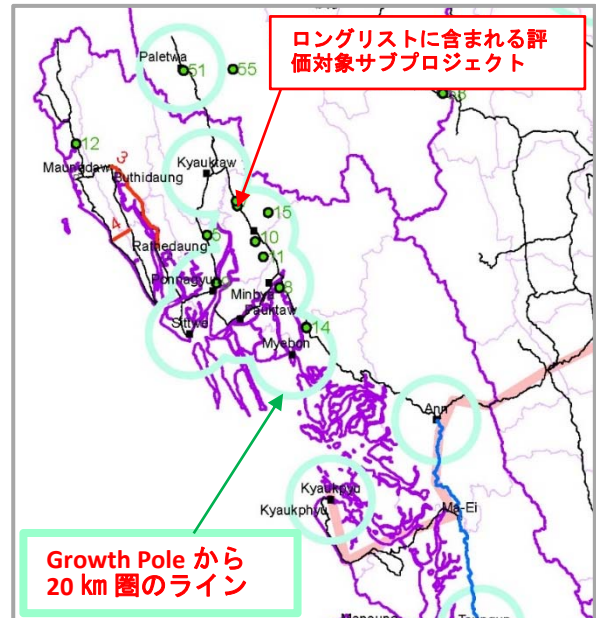 ロングリストに含まれる評
価対象サブプロジェクト
Paletwa
51
55
12
Kyauktaw
Maungdaw
3
Buthidaung
15
4
Rathedaung
10
11
Ponnagyu
Minbya
8
Pauktaw
Sittwe
14
Myebon
Ann
Kyaukpyu
Kyaukphyu
Ma-Ei
Growth Pole から
20 km 圏のライン